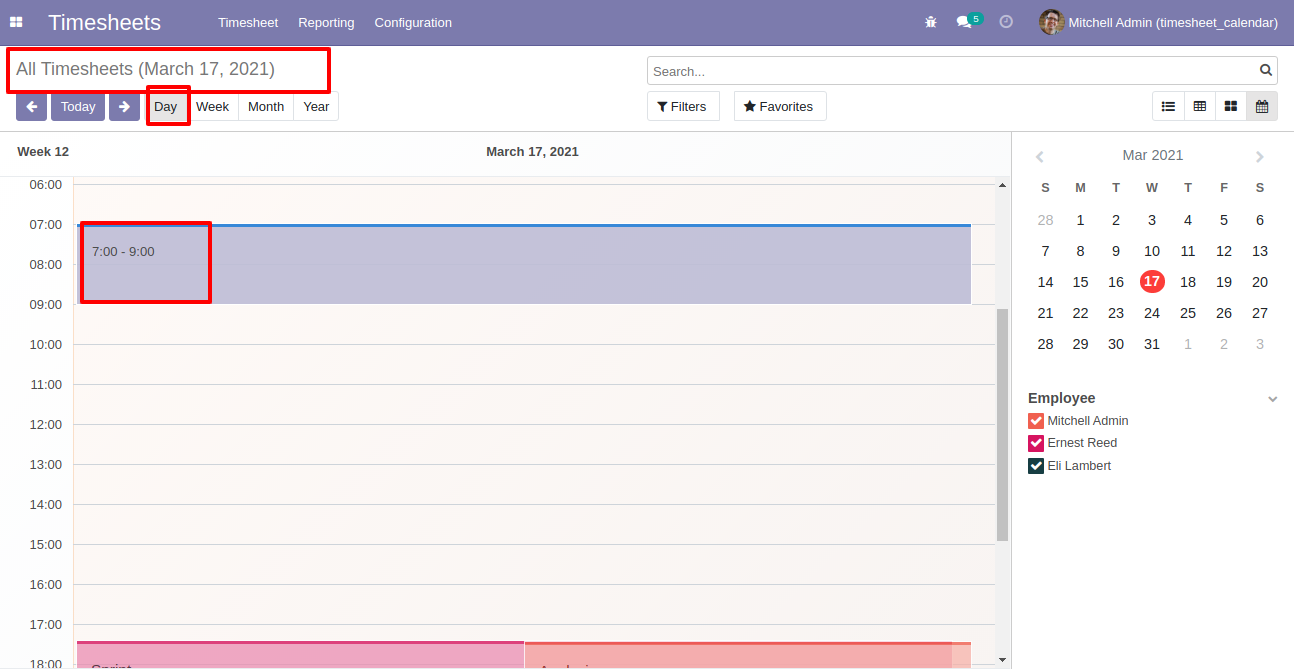 Timesheets Timesheet Reporting Configuration 5 Mitchell Admin (timesheet_calendar)
All Timesheets (March 17, 2021)
Search...
Today Day Week Month Year Filters Favorites
Week 12 March 17, 2021
06:00
07:00
7:00 - 9:00
08:00
09:00
10:00
11:00
12:00
13:00
14:00
15:00
16:00
17:00
18:00
Mar 2021
S M T W T F S
28 1 2 3 4 5 6
7 8 9 10 11 12 13
14 15 16 17 18 19 20
21 22 23 24 25 26 27
28 29 30 31 1 2 3
Employee
Mitchell Admin
Ernest Reed
Eli Lambert